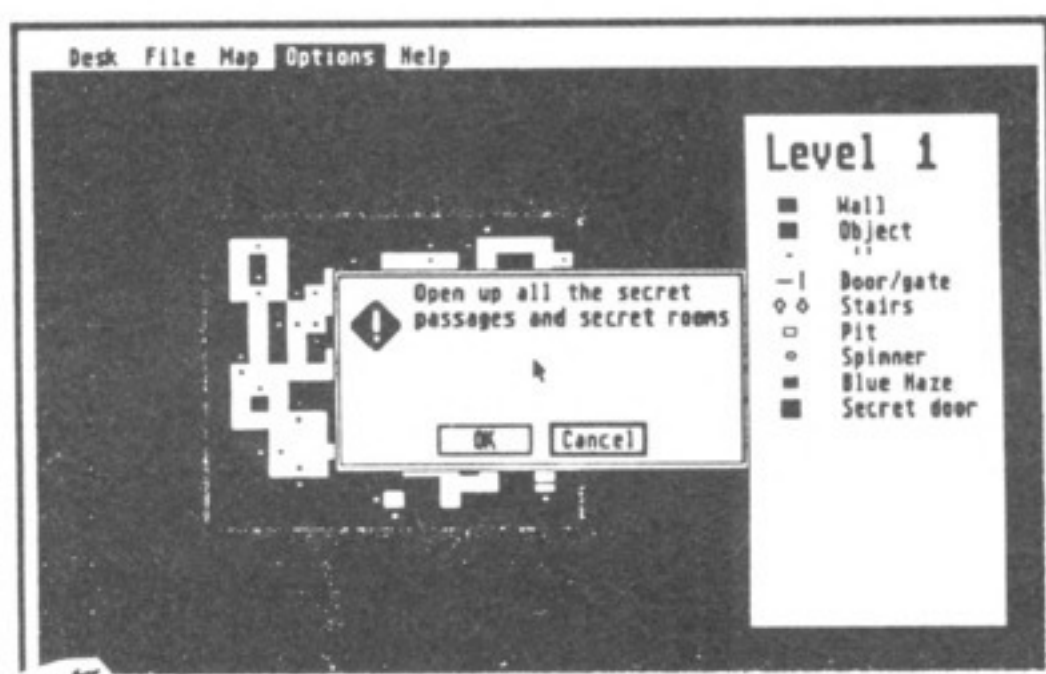 Desk File Map Options Help
Level 1
Wall
Object
Door/gate
Stairs
Pit
Spinner
Blue Maze
Secret door
Open up all the secret
passages and secret rooms
OK Cancel